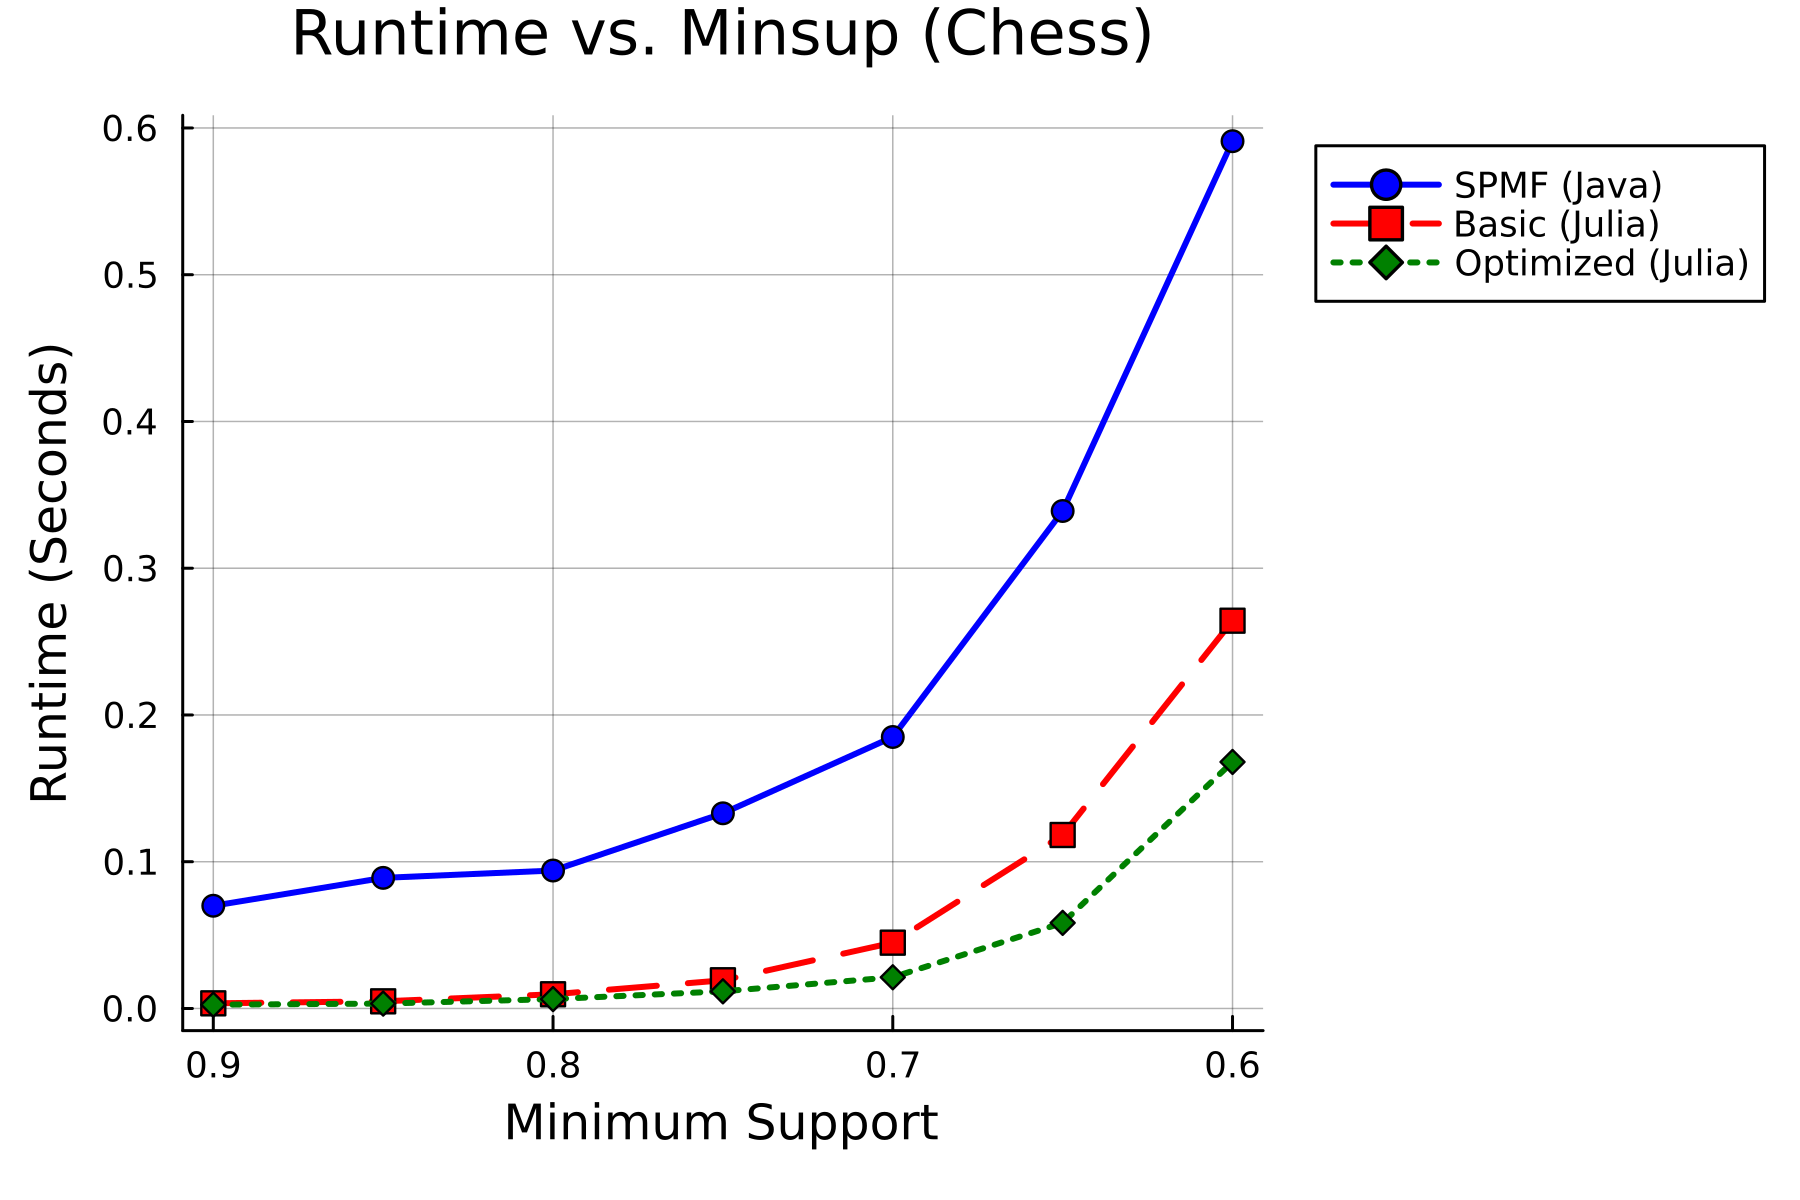 Runtime vs. Minsup (Chess)
0.6
0.5
0.4
0.3
0.2
0.1
0.0
Runtime (Seconds)
0.9 0.8 0.7 0.6
Minimum Support
SPMF (Java)
Basic (Julia)
Optimized (Julia)